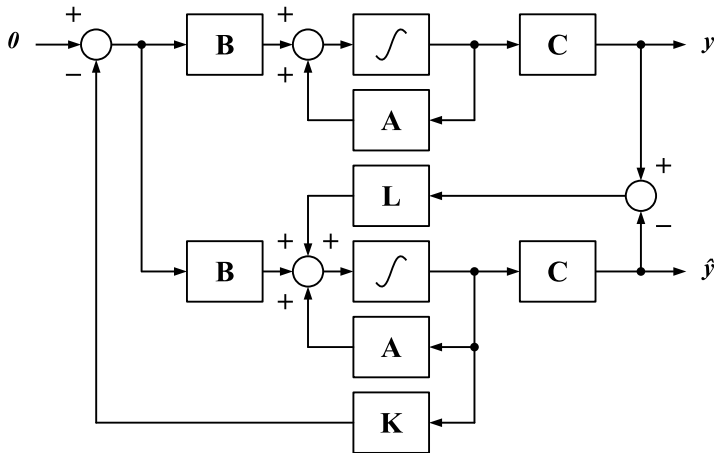 0 + − B + + ∫ C y
A
L + −
B + + + ∫ C ŷ
A
K